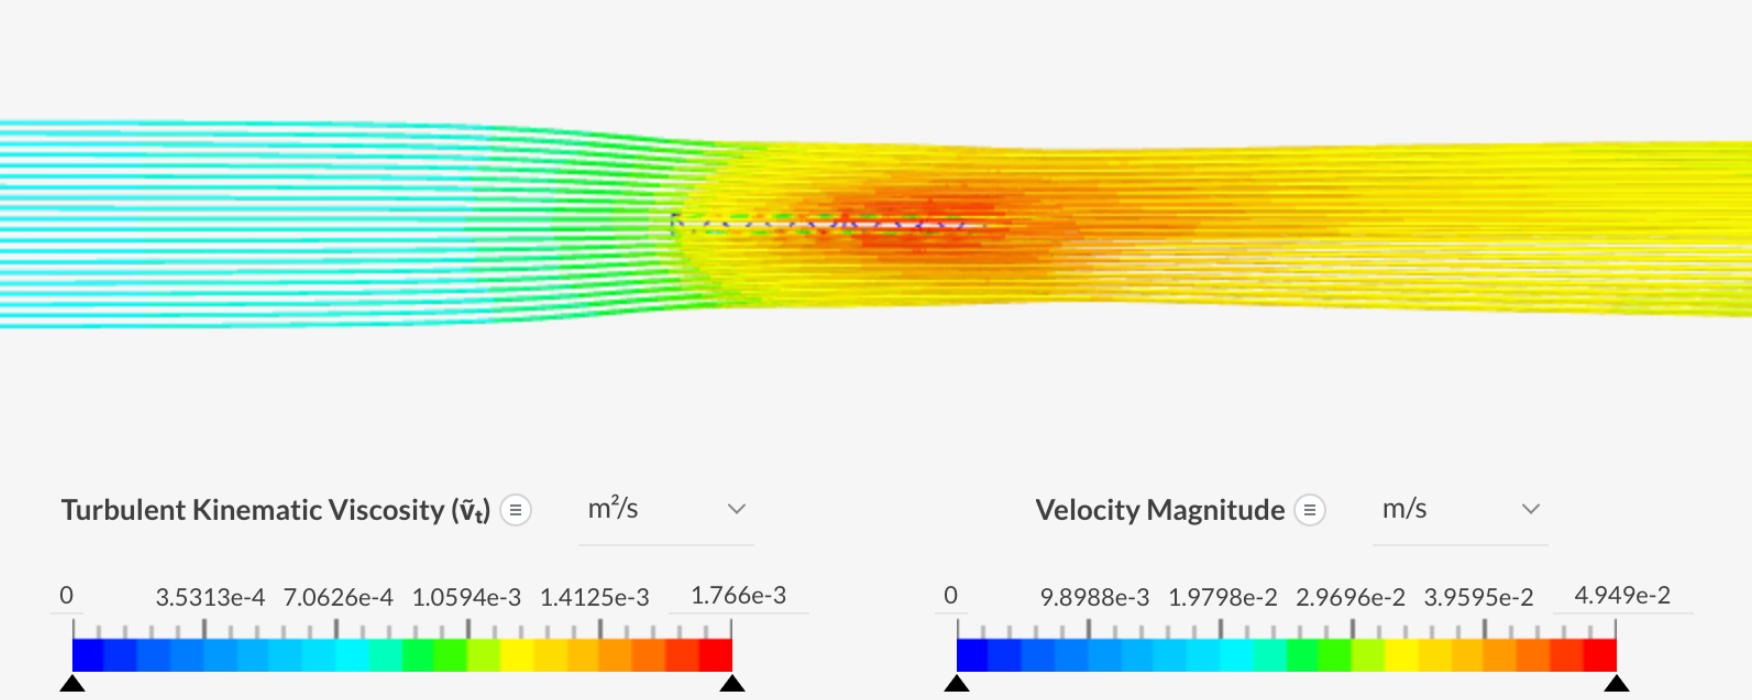 Turbulent Kinematic Viscosity (ṽₜ) m²/s Velocity Magnitude m/s
0 3.5313e-4 7.0626e-4 1.0594e-3 1.4125e-3 1.766e-3 0 9.8988e-3 1.9798e-2 2.9696e-2 3.9595e-2 4.949e-2